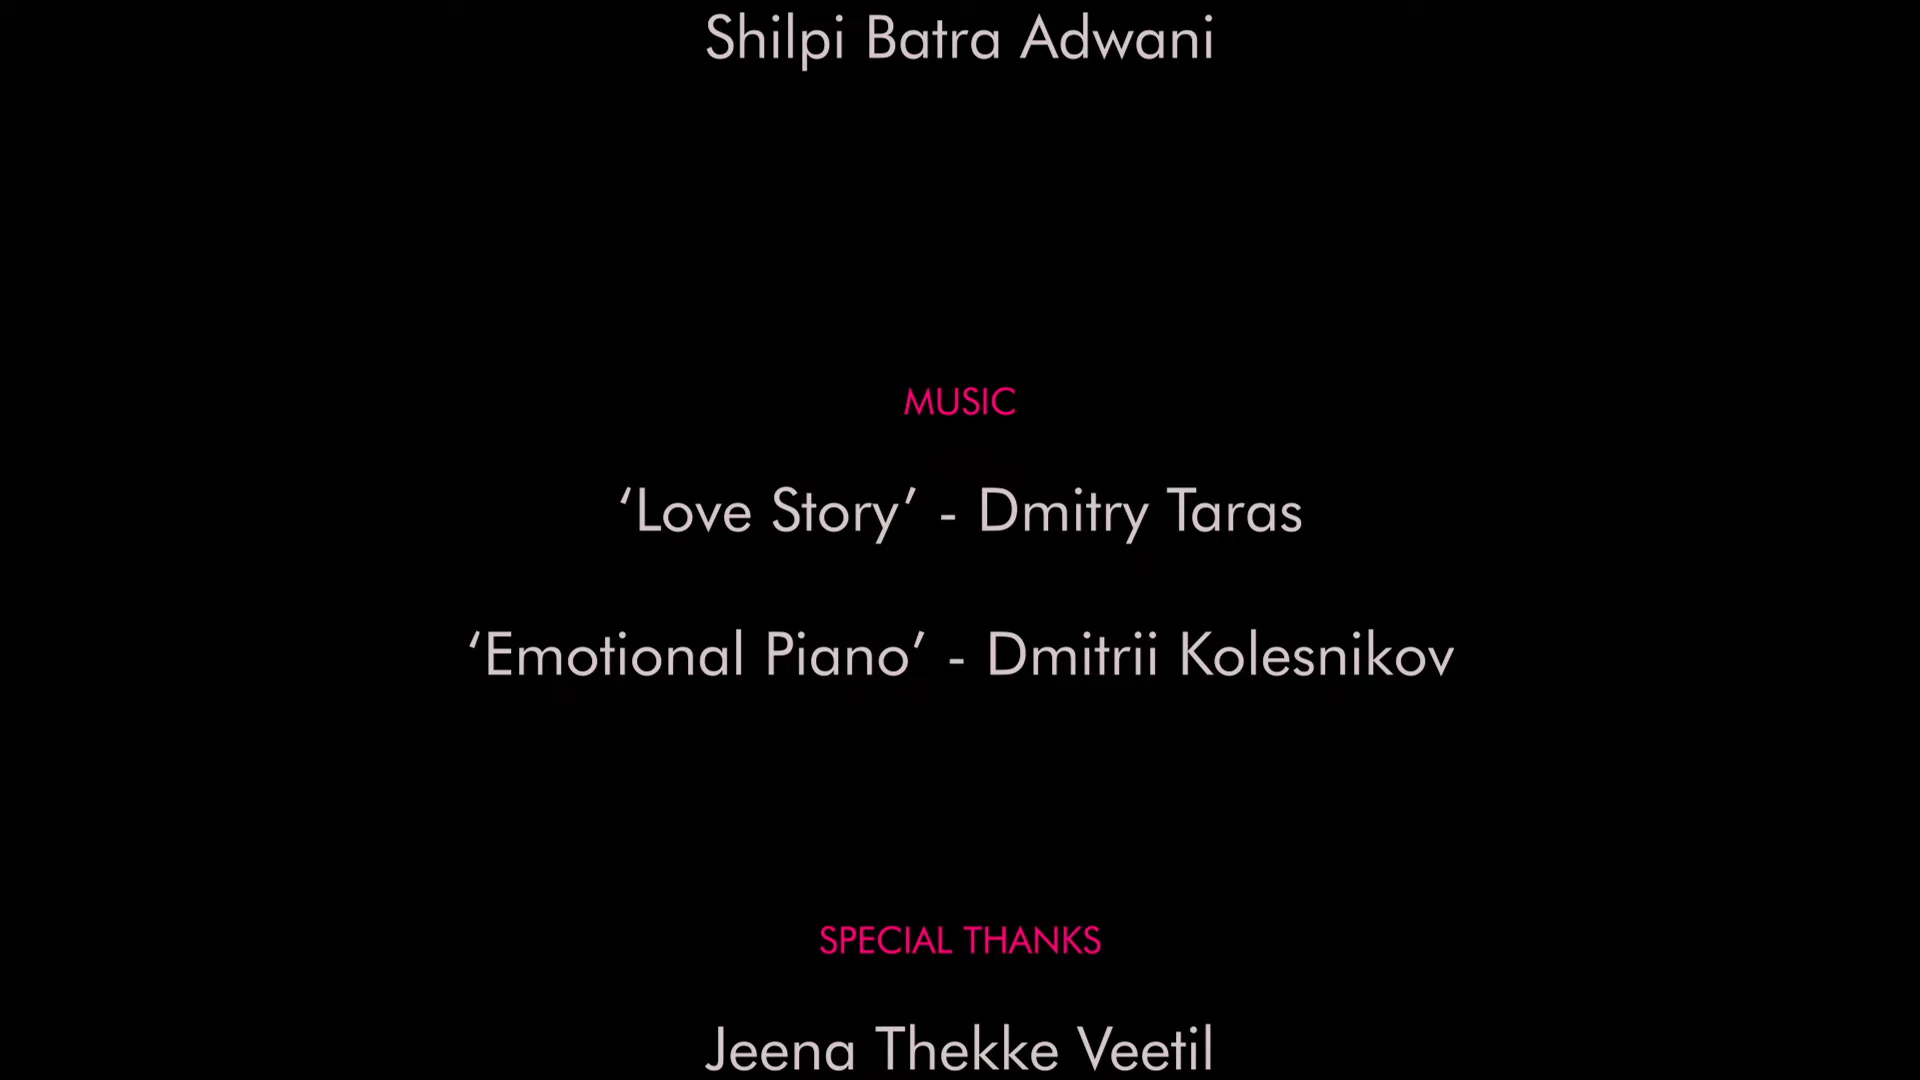 Shilpi Batra Adwani
MUSIC
‘Love Story’ - Dmitry Taras
‘Emotional Piano’ - Dmitrii Kolesnikov
SPECIAL THANKS
Jeena Thekke Veetil